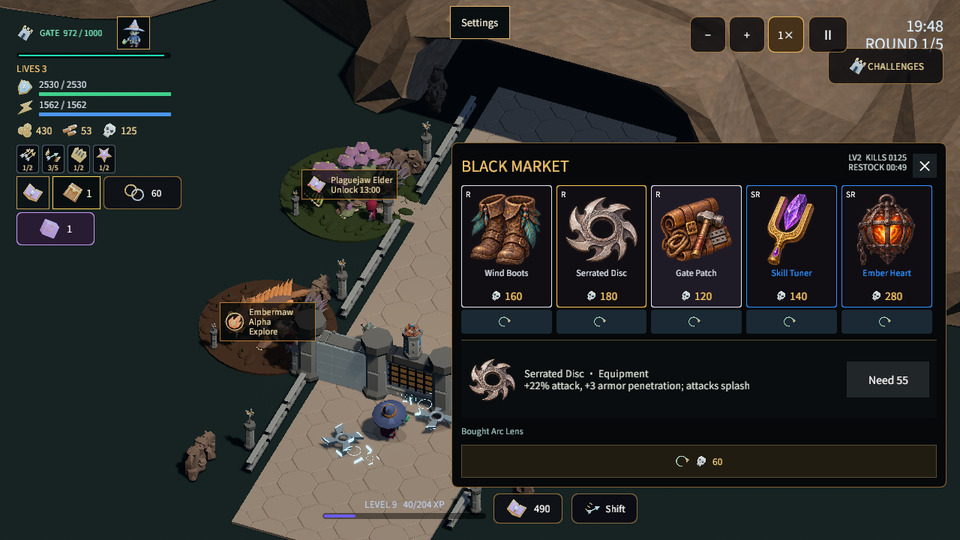 GATE 972 / 1000
Settings
− + 1×
19:48
ROUND 1/5
CHALLENGES
LIVES 3
2530 / 2530
1562 / 1562
430 53 125
1/2 3/5 1/2 1/2
1 60
1
Plaguejaw Elder
Unlock 13:00
Embermaw
Alpha
Explore
BLACK MARKET
LV2 KILLS 0125
RESTOCK 00:49
R R R SR SR
Wind Boots Serrated Disc Gate Patch Skill Tuner Ember Heart
160 180 120 140 280
Serrated Disc • Equipment
+22% attack, +3 armor penetration; attacks splash
Need 55
Bought Arc Lens
60
LEVEL 9 40/204 XP
490 Shift